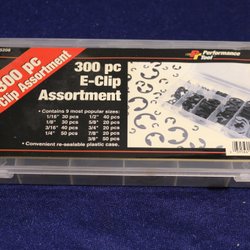 5208
300 pc
Clip Assortment
300 pc
E-Clip
Assortment
Performance
Tool
• Contains 9 most popular sizes:
1/16" 30 pcs 1/2" 40 pcs
1/8" 30 pcs 5/8" 20 pcs
3/16" 40 pcs 3/4" 20 pcs
1/4" 50 pcs 7/8" 20 pcs
3/8" 50 pcs
• Convenient re-sealable plastic case.